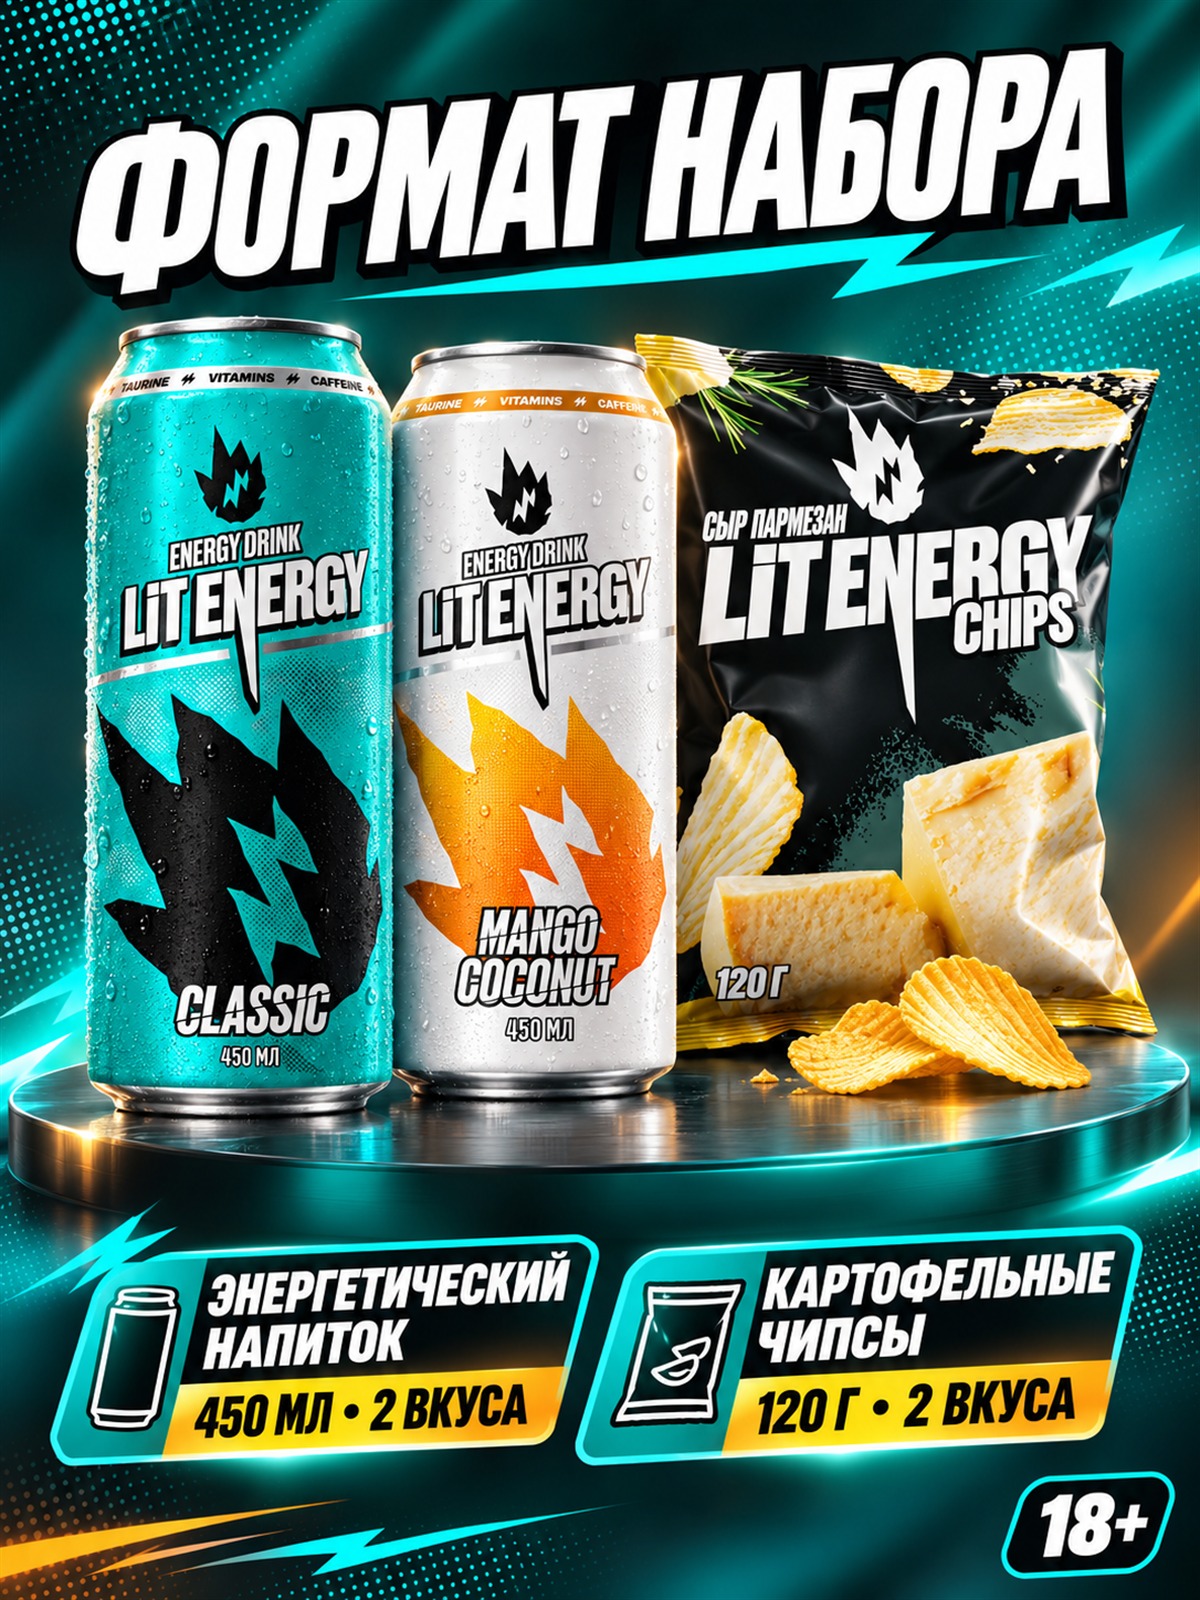 ФОРМАТ НАБОРА
TAURINE VITAMINS CAFFEINE
ENERGY DRINK
LIT ENERGY
CLASSIC
450 МЛ
TAURINE VITAMINS CAFFEINE
ENERGY DRINK
LIT ENERGY
MANGO
COCONUT
450 МЛ
СЫР ПАРМЕЗАН
LIT ENERGY
CHIPS
120 Г
ЭНЕРГЕТИЧЕСКИЙ
НАПИТОК
450 МЛ • 2 ВКУСА
КАРТОФЕЛЬНЫЕ
ЧИПСЫ
120 Г • 2 ВКУСА
18+